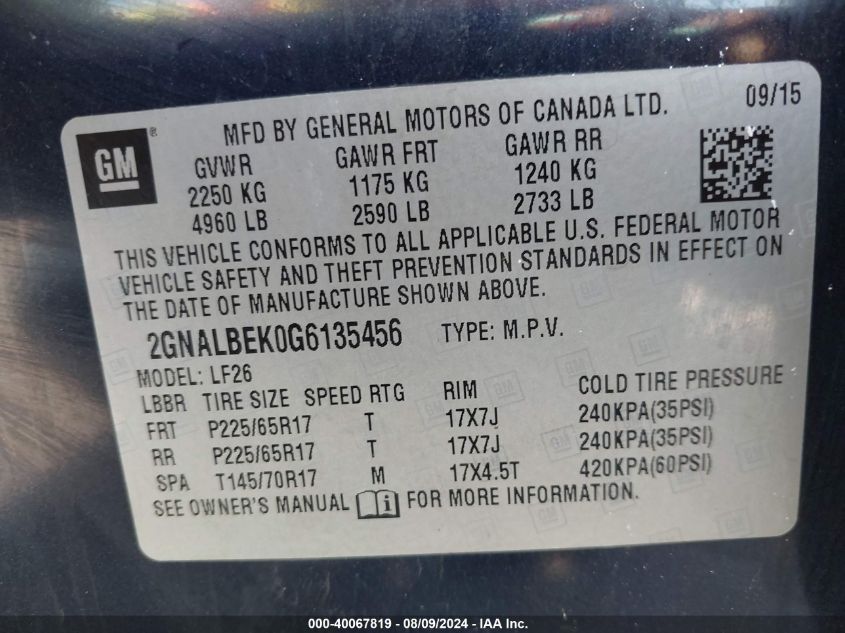 GM ®
MFD BY GENERAL MOTORS OF CANADA LTD. 09/15
GVWR GAWR FRT GAWR RR
2250 KG 1175 KG 1240 KG
4960 LB 2590 LB 2733 LB
THIS VEHICLE CONFORMS TO ALL APPLICABLE U.S. FEDERAL MOTOR
VEHICLE SAFETY AND THEFT PREVENTION STANDARDS IN EFFECT ON
THE DATE OF MANUFACTURE SHOWN ABOVE.
2GNALBEK0G6135456 TYPE: M.P.V.
MODEL: LF26
LBBR TIRE SIZE SPEED RTG RIM COLD TIRE PRESSURE
FRT P225/65R17 T 17X7J 240KPA(35PSI)
RR P225/65R17 T 17X7J 240KPA(35PSI)
SPA T145/70R17 M 17X4.5T 420KPA(60PSI)
SEE OWNER'S MANUAL i FOR MORE INFORMATION.
000-40067819 - 08/09/2024 - IAA Inc.